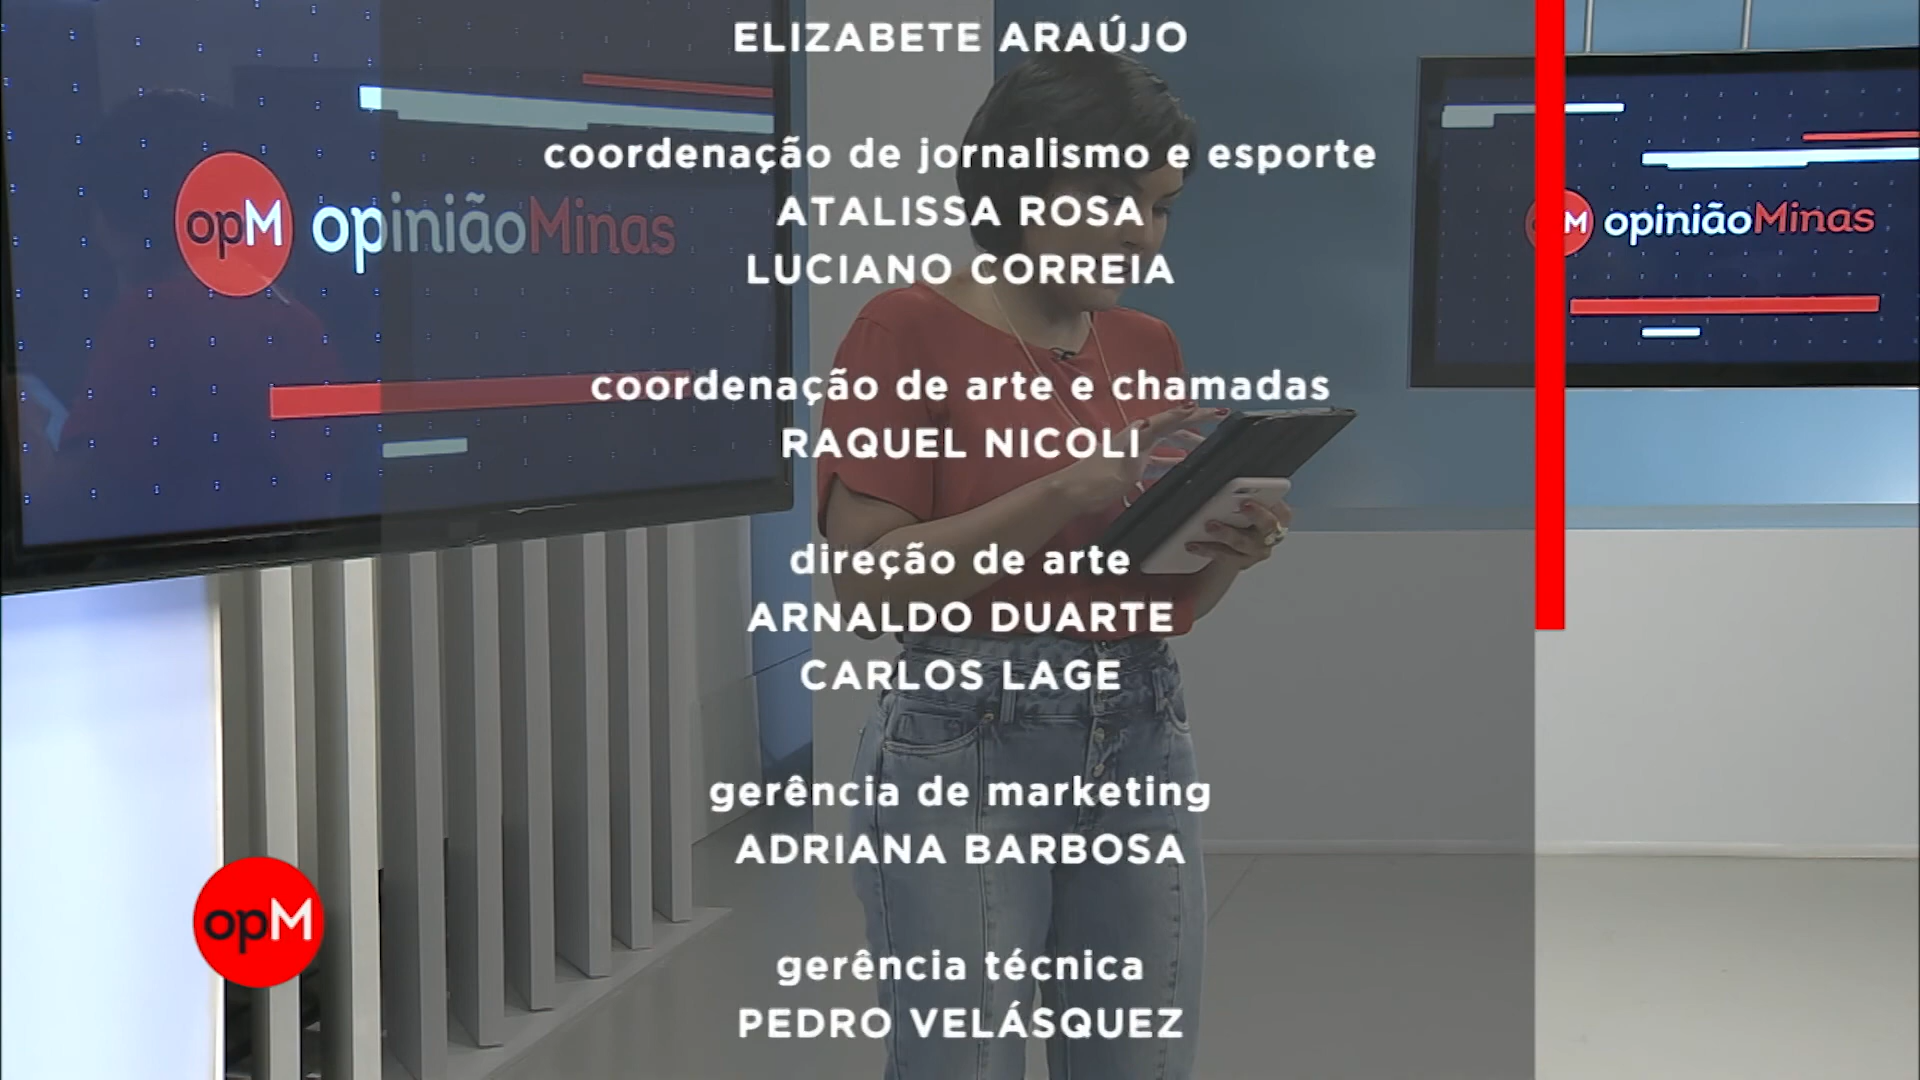 ELIZABETE ARAÚJO
coordenação de jornalismo e esporte
ATALISSA ROSA
LUCIANO CORREIA
opM opiniãoMinas
opM opiniãoMinas
coordenação de arte e chamadas
RAQUEL NICOLI
direção de arte
ARNALDO DUARTE
CARLOS LAGE
gerência de marketing
ADRIANA BARBOSA
opM
gerência técnica
PEDRO VELÁSQUEZ